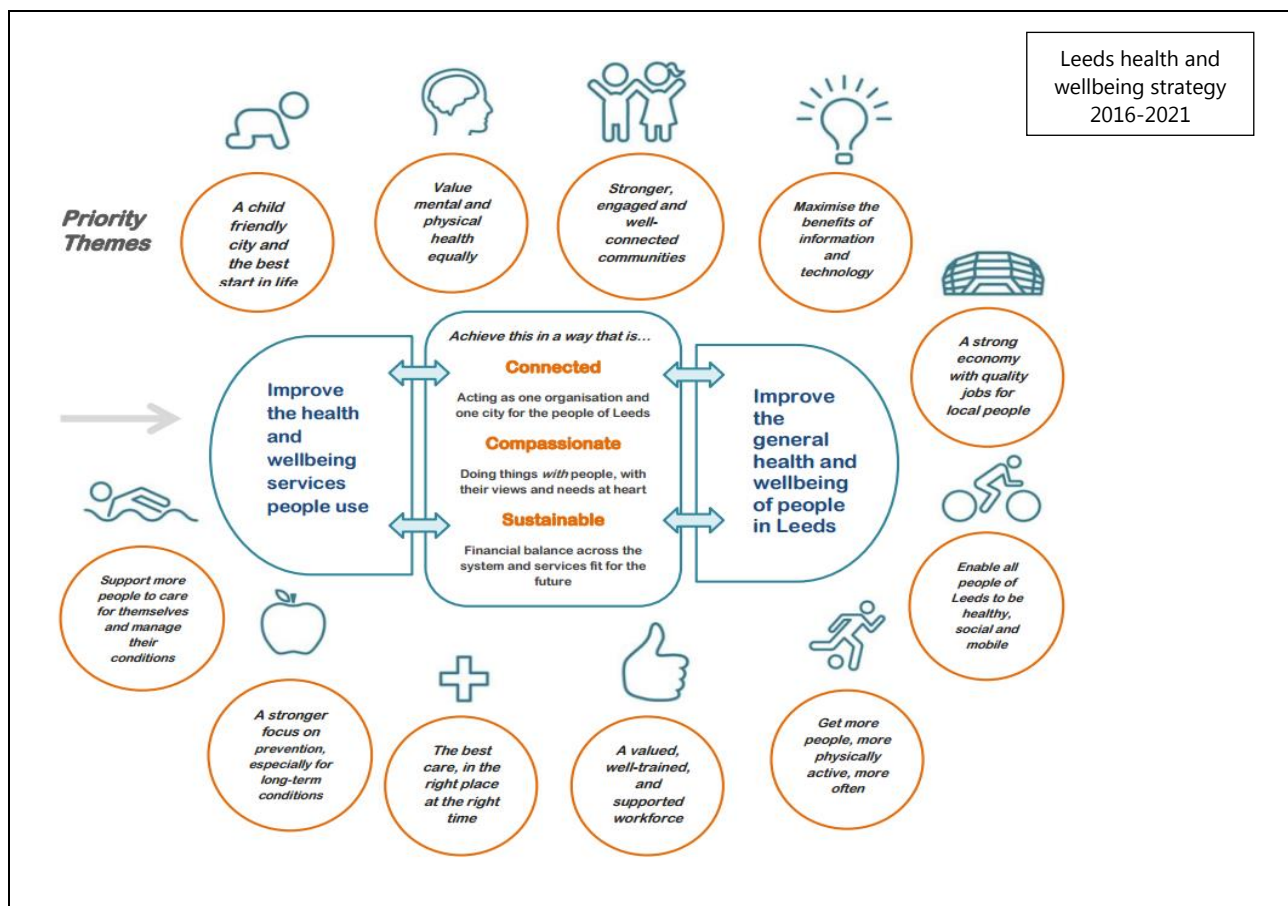 Leeds health and
wellbeing strategy
2016-2021
Priority
Themes
A child
friendly
city and
the best
start in life
Value
mental and
physical
health
equally
Stronger,
engaged and
well-
connected
communities
Maximise the
benefits of
information
and
technology
A strong
economy
with quality
jobs for
local people
Improve
the health
and
wellbeing
services
people use
Achieve this in a way that is...
Connected
Acting as one organisation and
one city for the people of Leeds
Compassionate
Doing things with people, with
their views and needs at heart
Sustainable
Financial balance across the
system and services fit for the
future
Improve
the
general
health and
wellbeing
of people
in Leeds
Enable all
people of
Leeds to be
healthy,
social and
mobile
Support more
people to care
for themselves
and manage
their
conditions
A stronger
focus on
prevention,
especially for
long-term
conditions
The best
care, in the
right place
at the right
time
A valued,
well-trained,
and
supported
workforce
Get more
people, more
physically
active, more
often